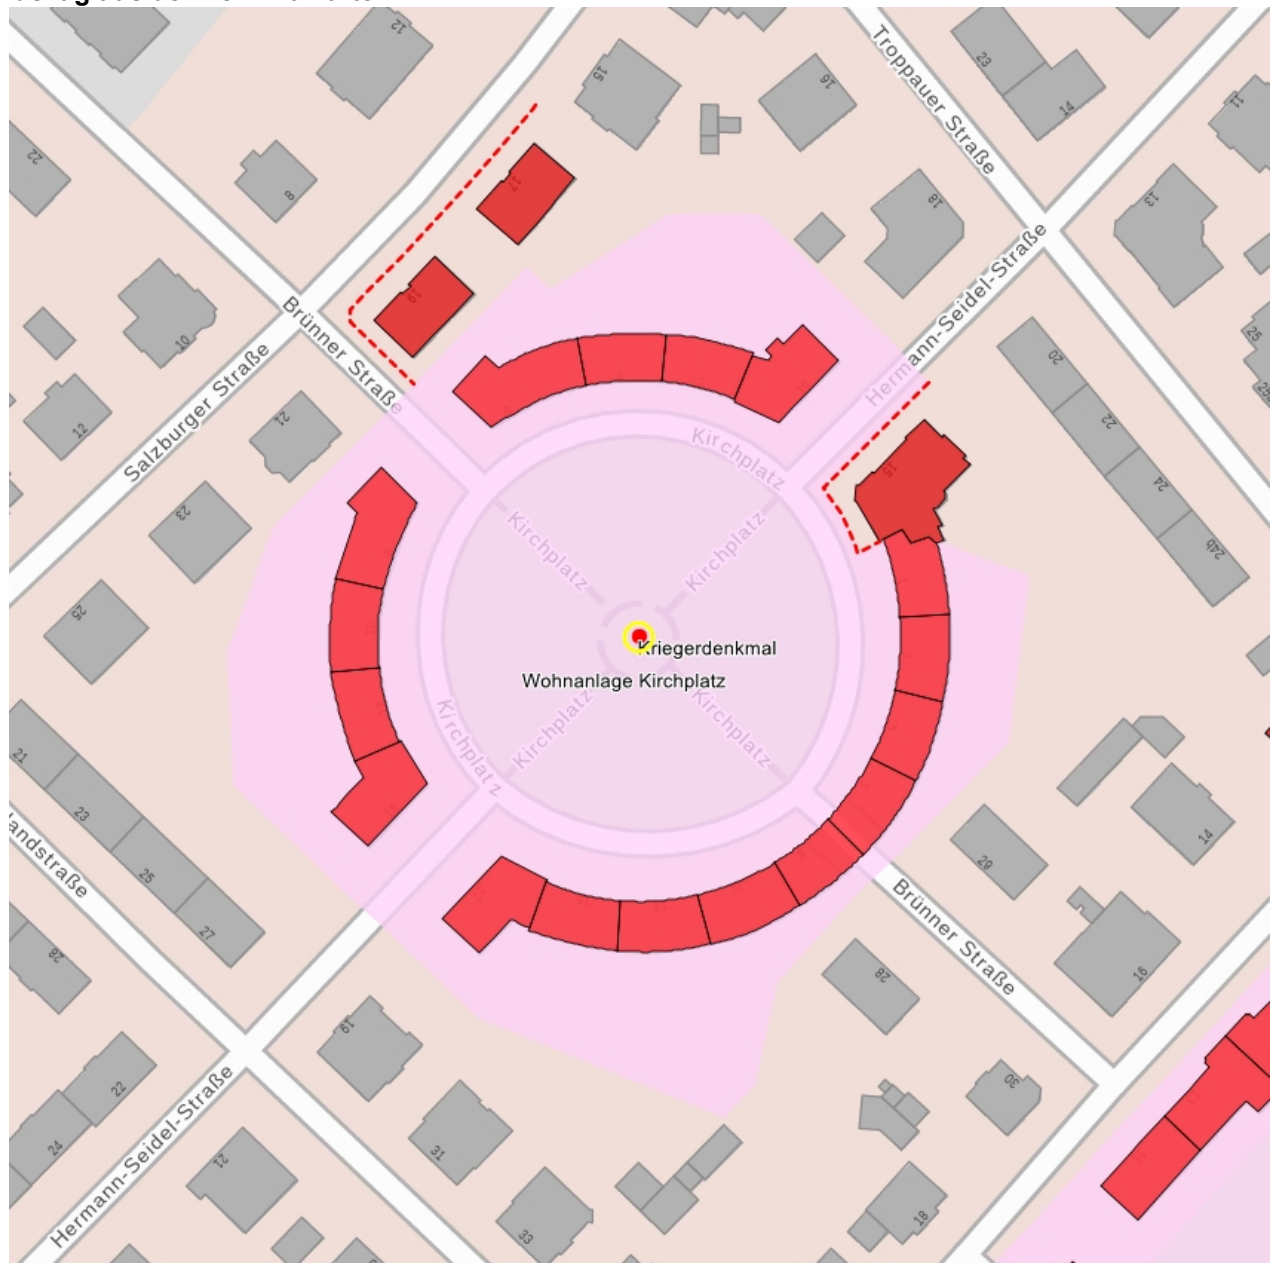 12
15
16
Troppauer Straße
23
14
11
22
8
17
18
13
19
Hermann-Seidel-Straße
Brünner Straße
10
Salzburger Straße
20
25
12
21
22
Kirchplatz
15
24
23
Kirchplatz
Kirchplatz
24b
25
Kriegerdenkmal
Wohnanlage Kirchplatz
Kirchplatz
Kirchplatz
Kirchplatz
21
23
14
25
29
27
Brünner Straße
28
28
16
19
22
30
24
31
21
18
33
Hermann-Seidel-Straße